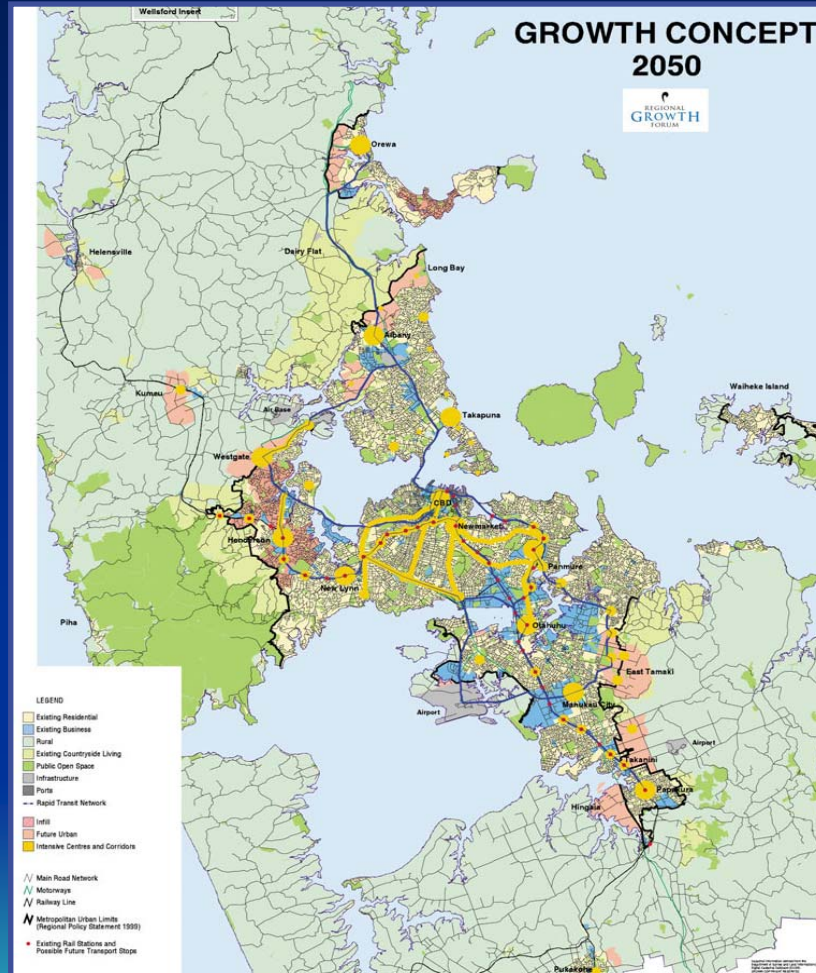 Wellsford Insert
GROWTH CONCEPT
2050
REGIONAL
GROWTH
FORUM
Orewa
Helensville
Dairy Flat
Long Bay
Albany
Kumeu
Air Base
Takapuna
Waiheke Island
Westgate
CBD
Newmarket
Henderson
Panmure
New Lynn
Piha
Otahuhu
East Tamaki
Manukau City
Airport
Airport
Takanini
Papakura
Hingaia
Pukekohe
LEGEND
Existing Residential
Existing Business
Rural
Existing Countryside Living
Public Open Space
Infrastructure
Ports
Rapid Transit Network
Infill
Future Urban
Intensive Centres and Corridors
Main Road Network
Motorways
Railway Line
Metropolitan Urban Limits
(Regional Policy Statement 1999)
Existing Rail Stations and
Possible Future Transport Stops